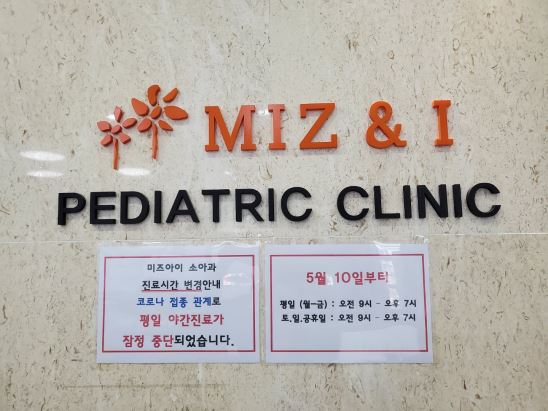 MIZ & I
PEDIATRIC CLINIC
미즈아이 소아과
진료시간 변경안내
코로나 접종 관계로
평일 야간진료가
잠정 중단되었습니다.
5월 10일부터
평일 (월-금) : 오전 9시 - 오후 7시
토.일.공휴일 : 오전 9시 - 오후 7시